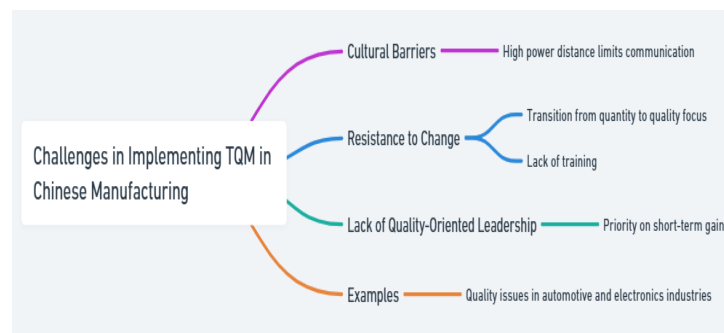 Challenges in Implementing TQM in
Chinese Manufacturing
Cultural Barriers
High power distance limits communication
Resistance to Change
Transition from quantity to quality focus
Lack of training
Lack of Quality-Oriented Leadership
Priority on short-term gain
Examples
Quality issues in automotive and electronics industries